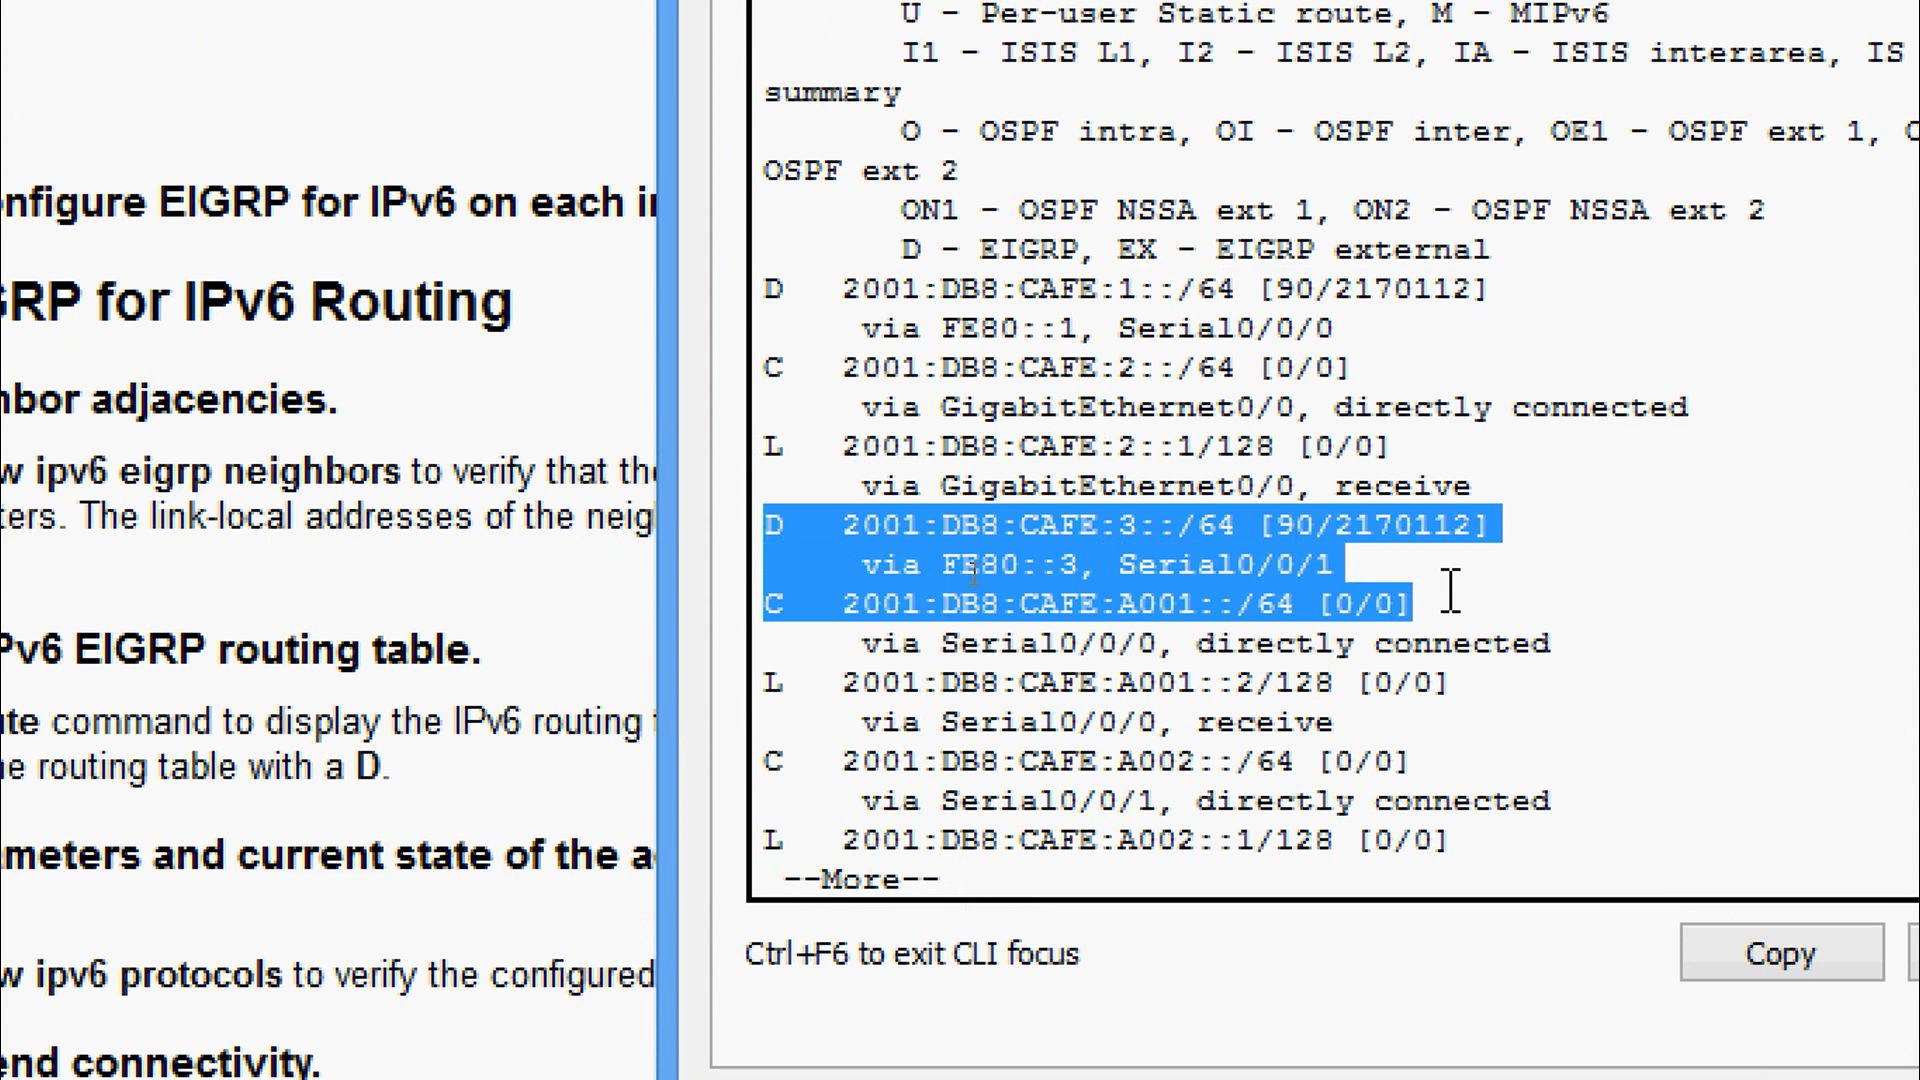 nfigure EIGRP for IPv6 on each
GRP for IPv6 Routing
nbor adjacencies.
w ipv6 eigrp neighbors to verify that the
ters. The link-local addresses of the neig
Pv6 EIGRP routing table.
ute command to display the IPv6 routing
ne routing table with a D.
meters and current state of the a
w ipv6 protocols to verify the configured
end connectivity.
U - Per-user Static route, M - MIPv6
I1 - ISIS L1, I2 - ISIS L2, IA - ISIS interarea, IS
summary
O - OSPF intra, OI - OSPF inter, OE1 - OSPF ext 1,
OSPF ext 2
ON1 - OSPF NSSA ext 1, ON2 - OSPF NSSA ext 2
D - EIGRP, EX - EIGRP external
D 2001:DB8:CAFE:1::/64 [90/2170112]
via FE80::1, Serial0/0/0
C 2001:DB8:CAFE:2::/64 [0/0]
via GigabitEthernet0/0, directly connected
L 2001:DB8:CAFE:2::1/128 [0/0]
via GigabitEthernet0/0, receive
D 2001:DB8:CAFE:3::/64 [90/2170112]
via FE80::3, Serial0/0/1
C 2001:DB8:CAFE:A001::/64 [0/0]
via Serial0/0/0, directly connected
L 2001:DB8:CAFE:A001::2/128 [0/0]
via Serial0/0/0, receive
C 2001:DB8:CAFE:A002::/64 [0/0]
via Serial0/0/1, directly connected
L 2001:DB8:CAFE:A002::1/128 [0/0]
--More--
Ctrl+F6 to exit CLI focus
Copy